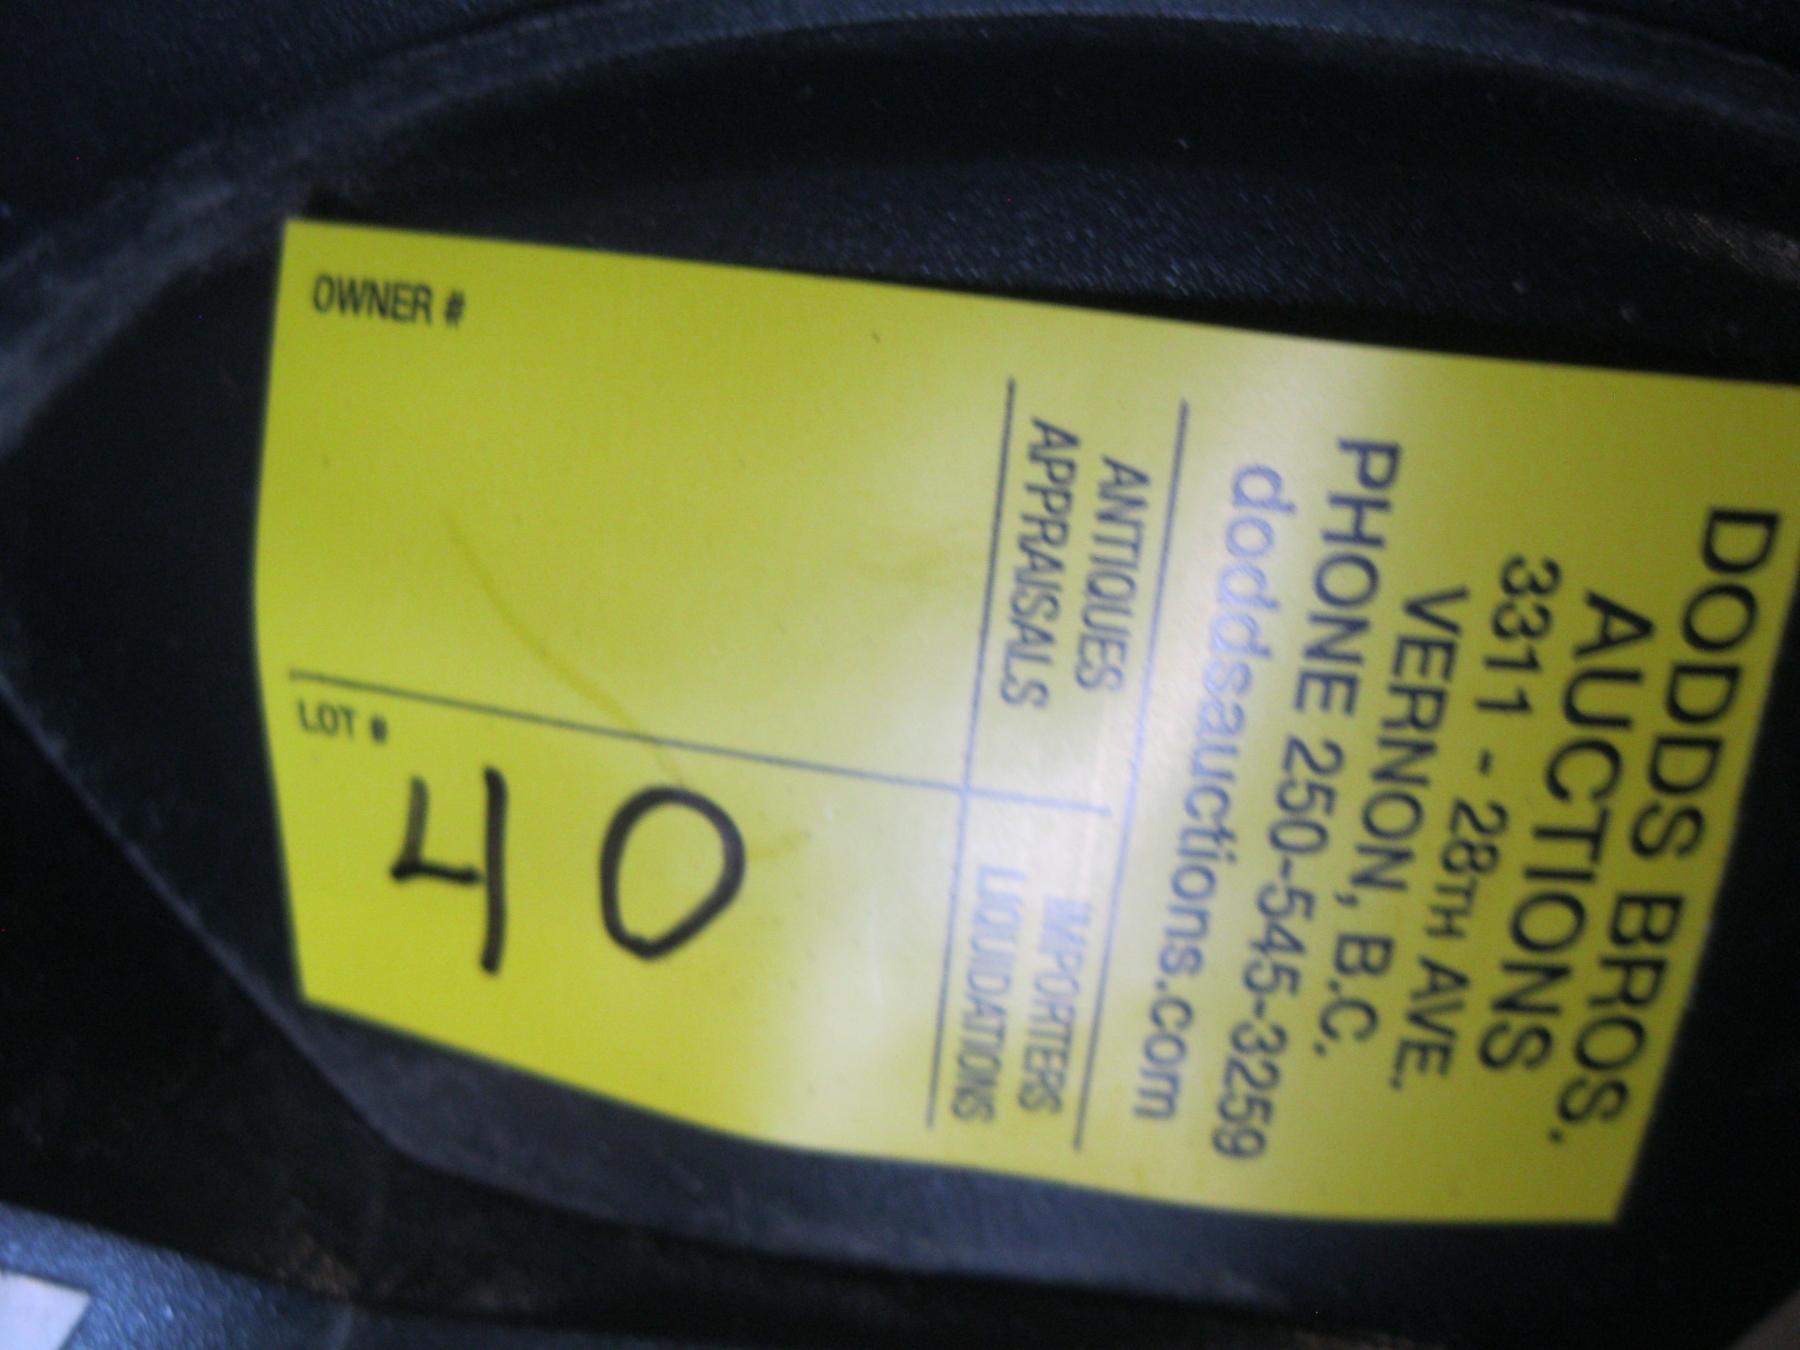 DODDS BROS.
AUCTIONS
3311 - 28TH AVE.
VERNON, B.C.
PHONE 250-545-3259
doddsauctions.com
ANTIQUES
APPRAISALS
IMPORTERS
LIQUIDATIONS
OWNER #
LOT #
40